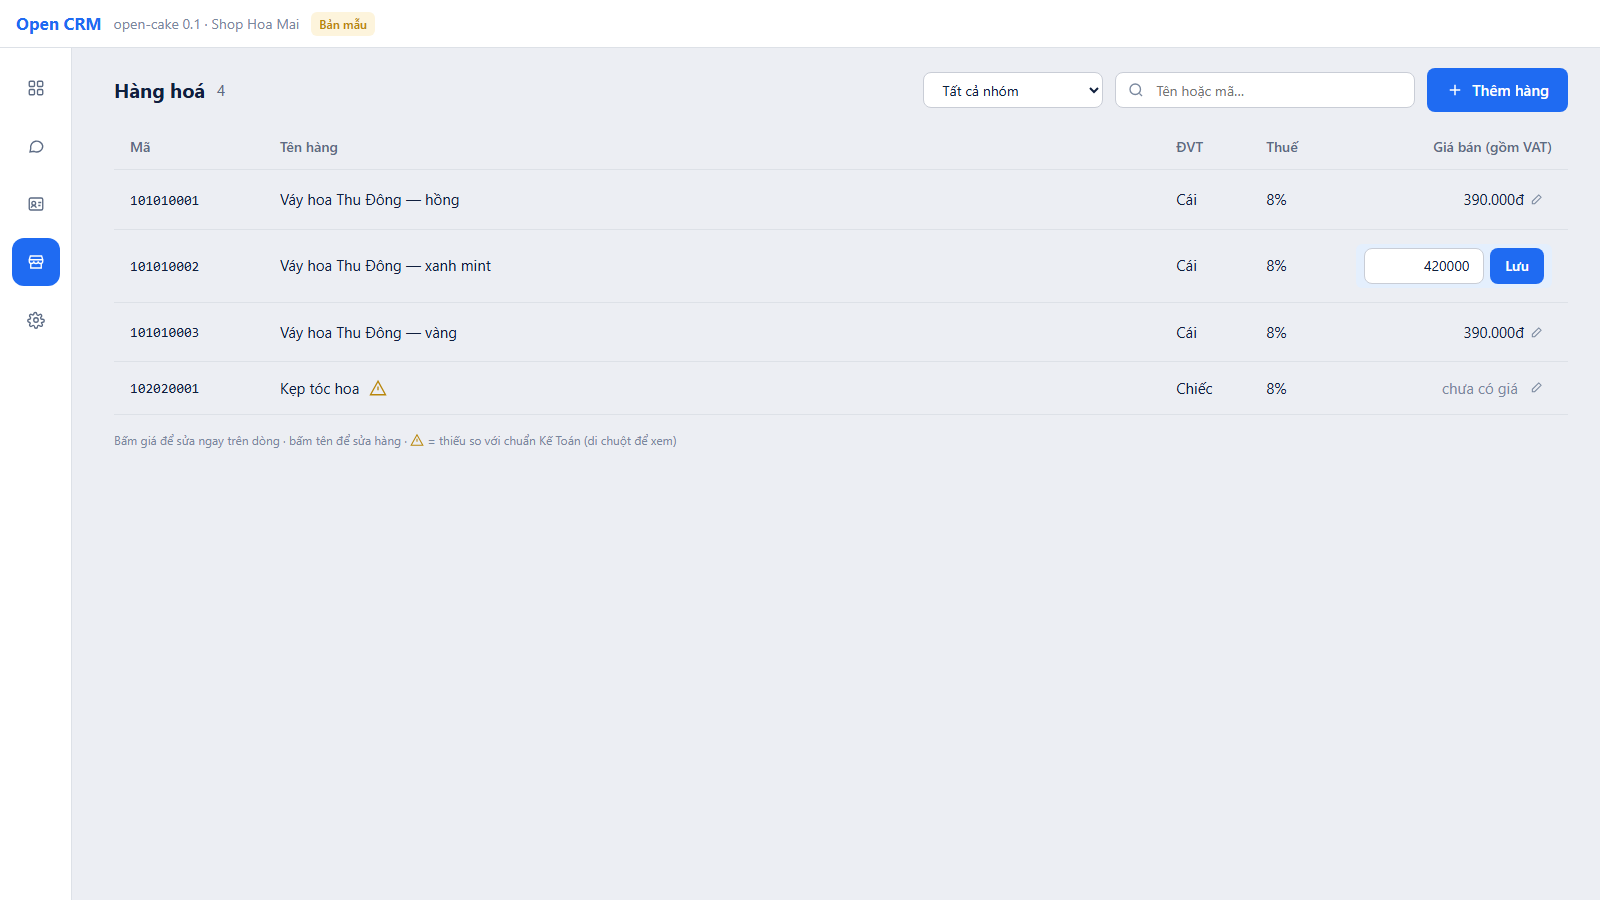 Open CRM open-cake 0.1 · Shop Hoa Mai Bản mẫu
Hàng hoá 4 Tất cả nhóm Tên hoặc mã... Thêm hàng
Mã Tên hàng ĐVT Thuế Giá bán (gồm VAT)
101010001 Váy hoa Thu Đông — hồng Cái 8% 390.000đ
101010002 Váy hoa Thu Đông — xanh mint Cái 8% 420000 Lưu
101010003 Váy hoa Thu Đông — vàng Cái 8% 390.000đ
102020001 Kẹp tóc hoa Chiếc 8% chưa có giá
Bấm giá để sửa ngay trên dòng · bấm tên để sửa hàng · = thiếu so với chuẩn Kế Toán (di chuột để xem)